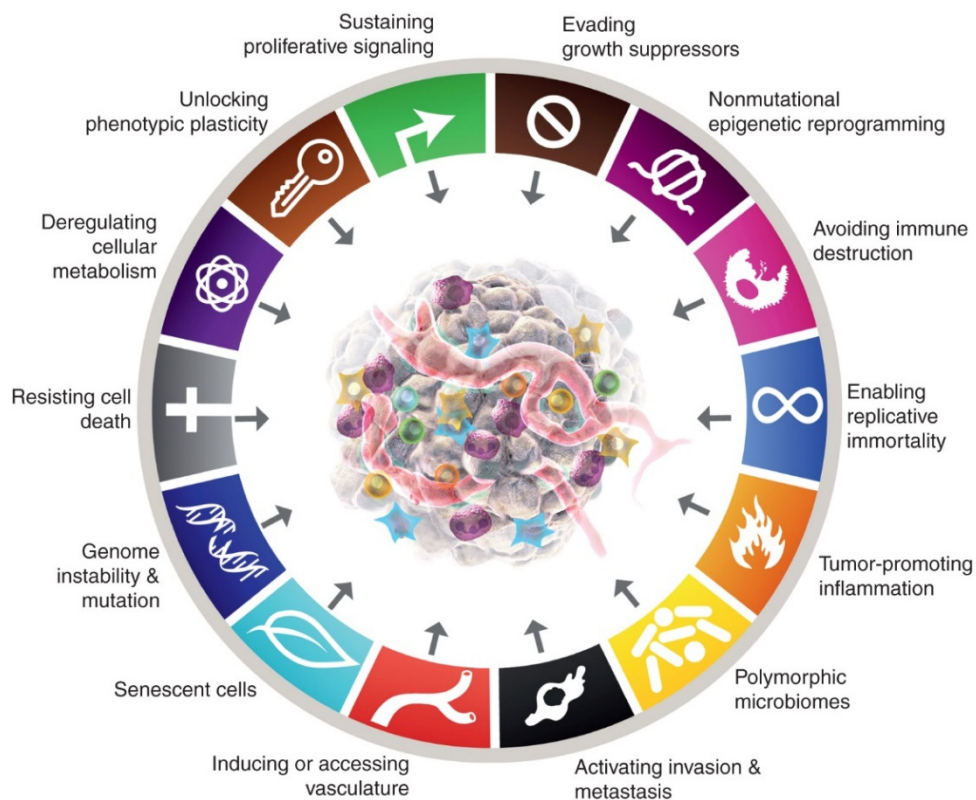 Sustaining
proliferative signaling
Evading
growth suppressors
Nonmutational
epigenetic reprogramming
Avoiding immune
destruction
Enabling
replicative
immortality
Tumor-promoting
inflammation
Polymorphic
microbiomes
Activating invasion &
metastasis
Inducing or accessing
vasculature
Senescent cells
Genome
instability &
mutation
Resisting cell
death
Deregulating
cellular
metabolism
Unlocking
phenotypic plasticity